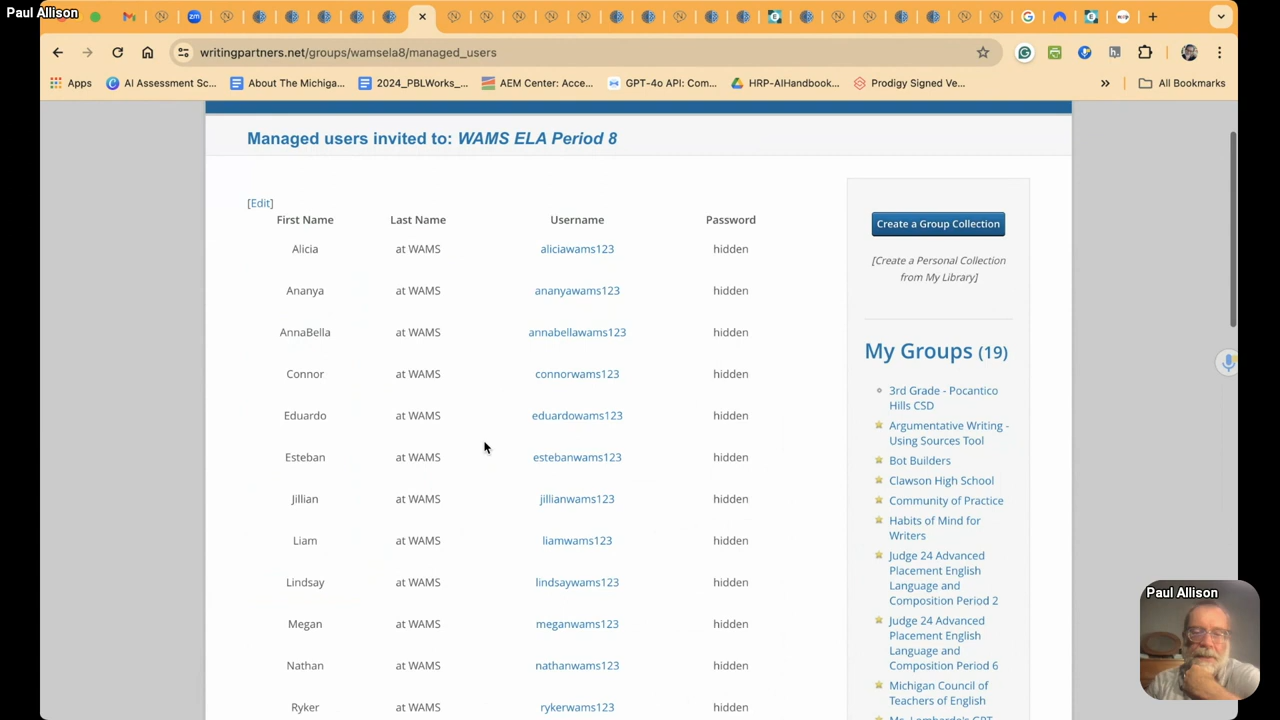 Paul Allison
writingpartners.net/groups/wamsela8/managed_users
Apps
AI Assessment Sc...
About The Michiga...
2024_PBLWorks_...
AEM Center: Acce...
GPT-4o API: Com...
HRP-AIHandbook...
Prodigy Signed Ve...
»
All Bookmarks
Managed users invited to: WAMS ELA Period 8
[Edit]
First Name Last Name Username Password
Alicia at WAMS aliciawams123 hidden
Ananya at WAMS ananyawams123 hidden
AnnaBella at WAMS annabellawams123 hidden
Connor at WAMS connorwams123 hidden
Eduardo at WAMS eduardowams123 hidden
Esteban at WAMS estebanwams123 hidden
Jillian at WAMS jillianwams123 hidden
Liam at WAMS liamwams123 hidden
Lindsay at WAMS lindsaywams123 hidden
Megan at WAMS meganwams123 hidden
Nathan at WAMS nathanwams123 hidden
Ryker at WAMS rykerwams123 hidden
Create a Group Collection
[Create a Personal Collection
from My Library]
My Groups (19)
3rd Grade - Pocantico
Hills CSD
Argumentative Writing -
Using Sources Tool
Bot Builders
Clawson High School
Community of Practice
Habits of Mind for
Writers
Judge 24 Advanced
Placement English
Language and
Composition Period 2
Judge 24 Advanced
Placement English
Language and
Composition Period 6
Michigan Council of
Teachers of English
Paul Allison